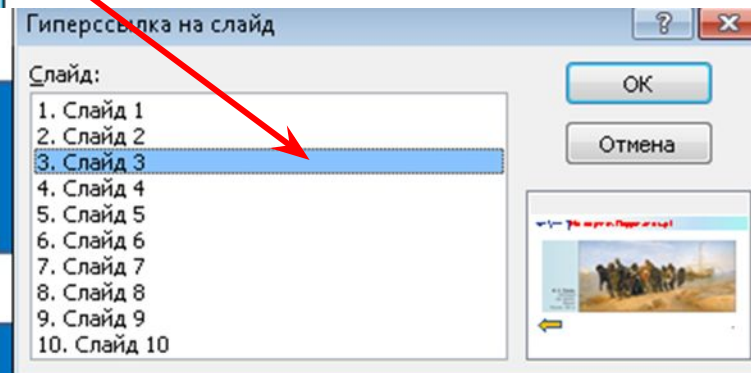 Гиперссылка на слайд
?
Слайд:
1. Слайд 1
2. Слайд 2
3. Слайд 3
4. Слайд 4
5. Слайд 5
6. Слайд 6
7. Слайд 7
8. Слайд 8
9. Слайд 9
10. Слайд 10
ОК
Отмена